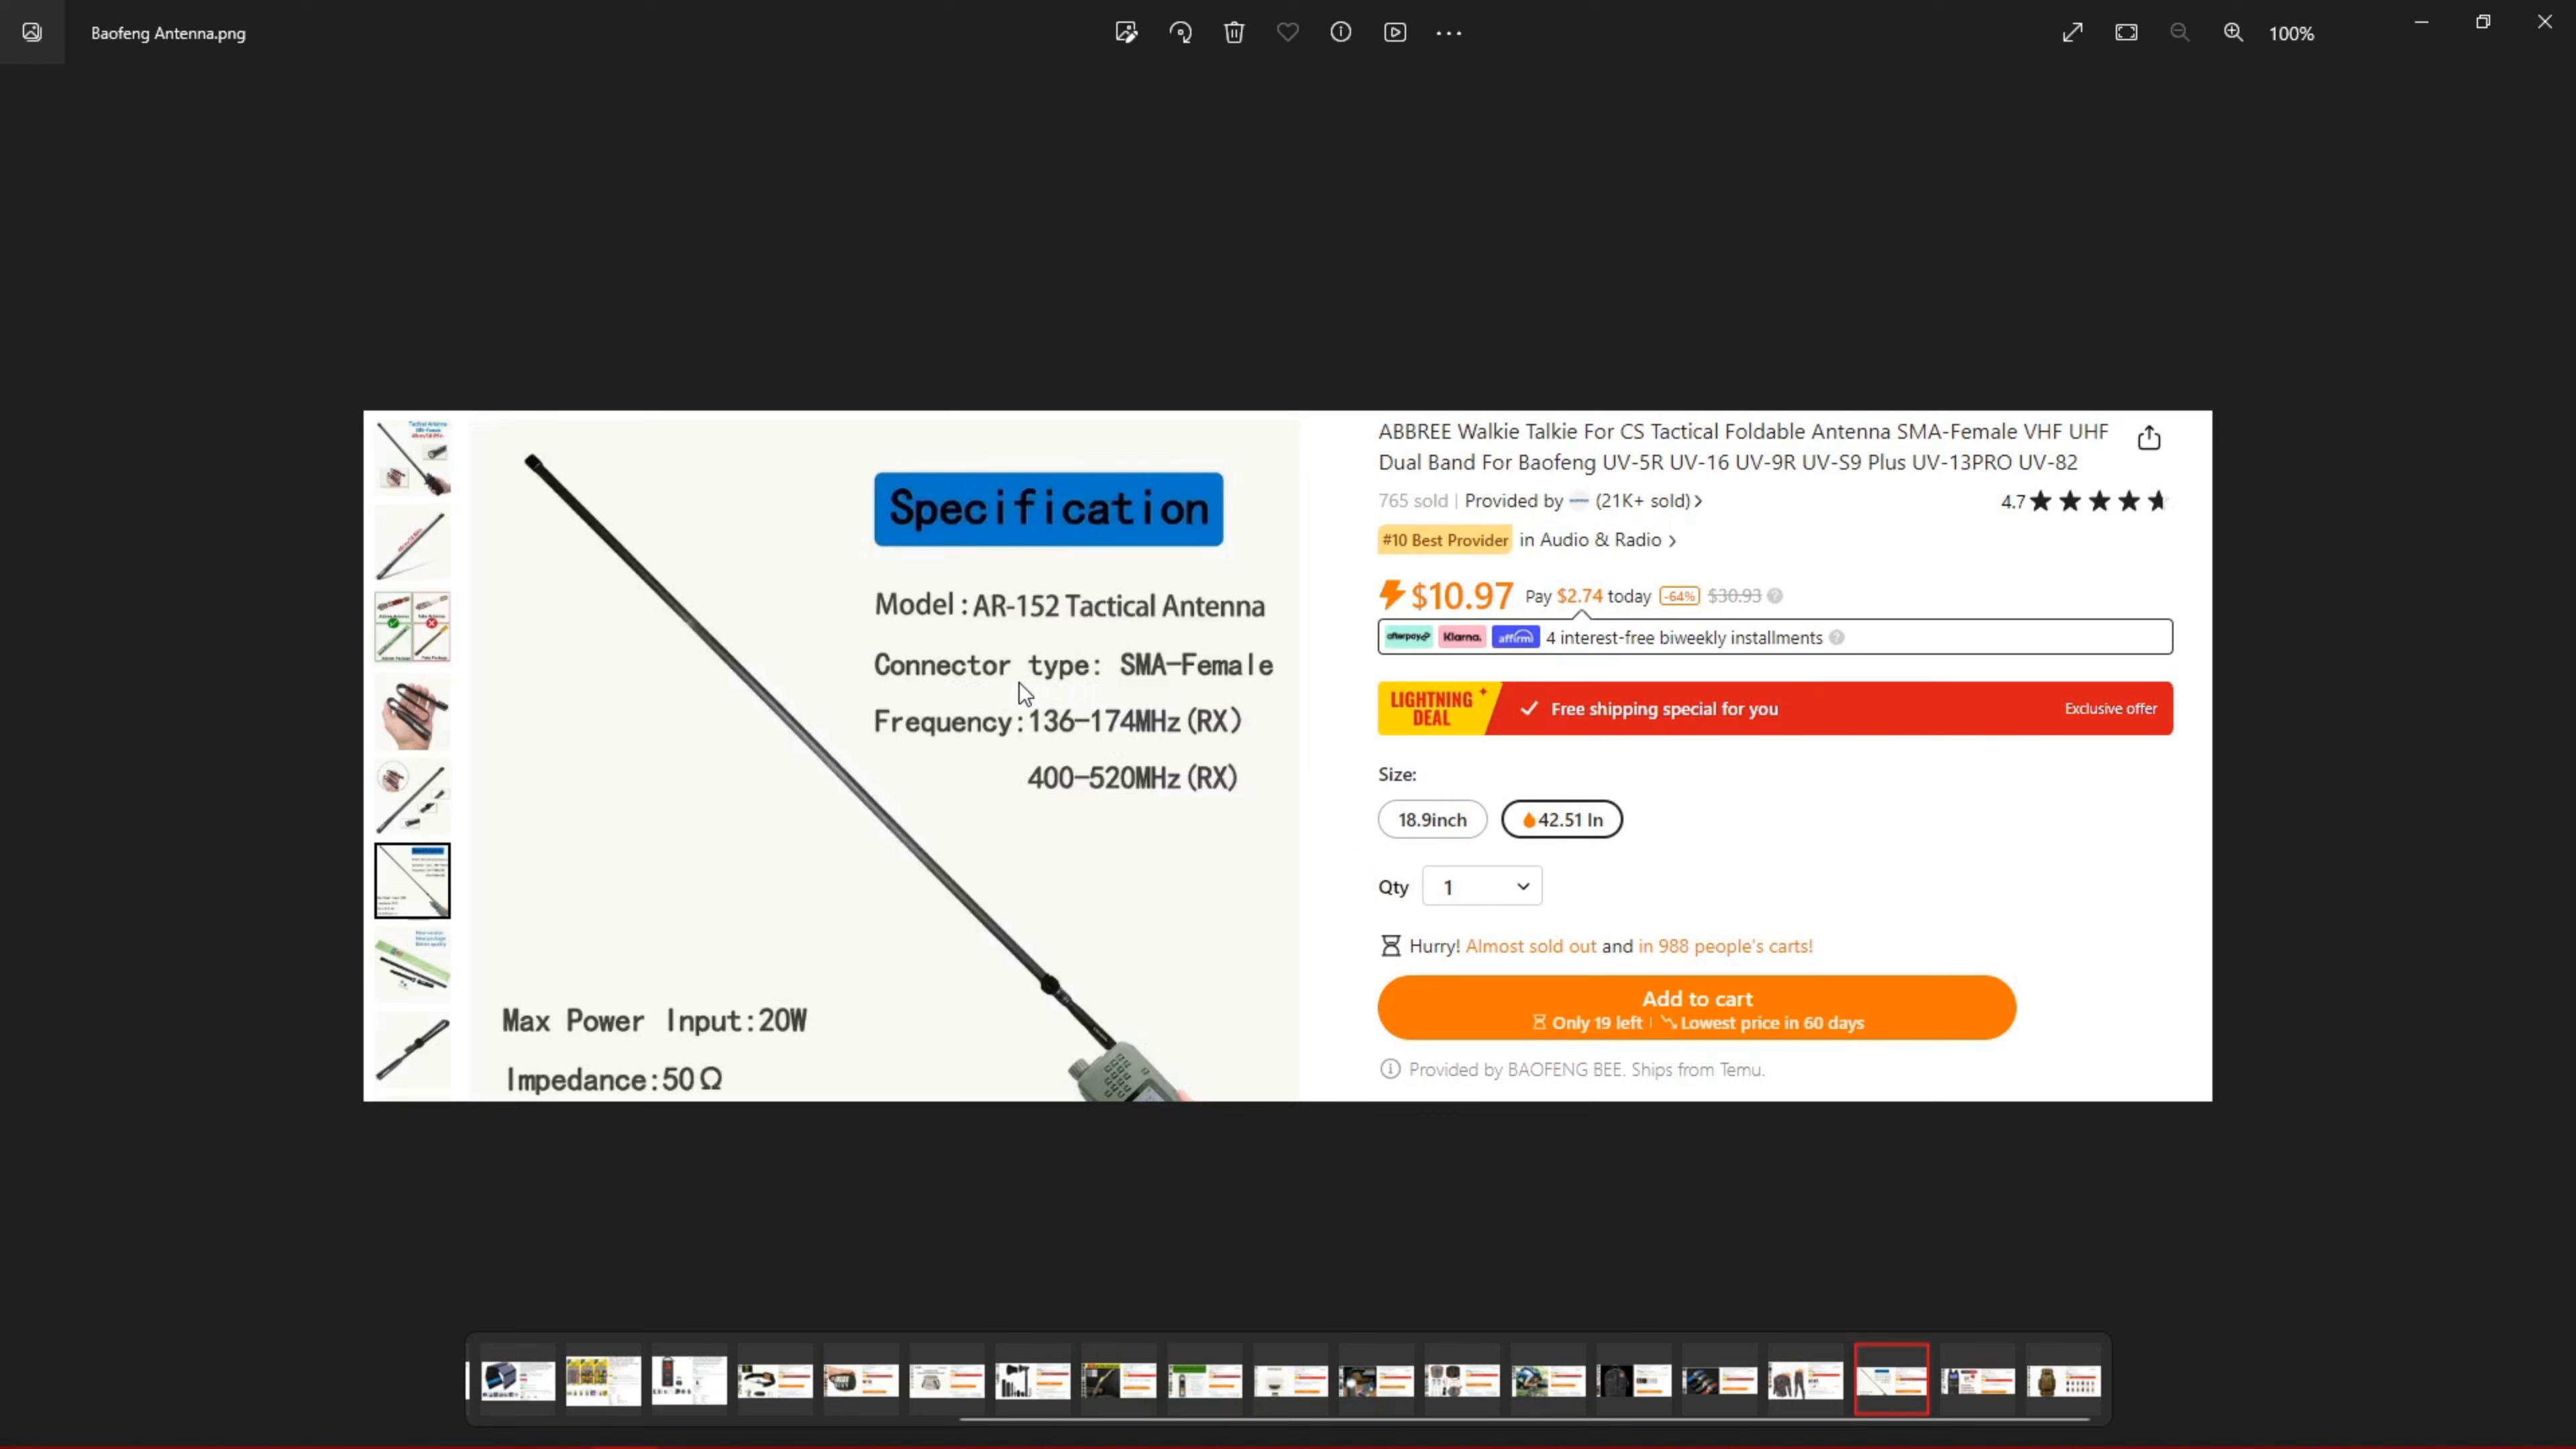 Baofeng Antenna.png
100%
Specification
Model: AR-152 Tactical Antenna
Connector type: SMA-Female
Frequency:136-174MHz(RX)
400-520MHz(RX)
Max Power Input:20W
Impedance:50Ω
ABBREE Walkie Talkie For CS Tactical Foldable Antenna SMA-Female VHF UHF
Dual Band For Baofeng UV-5R UV-16 UV-9R UV-S9 Plus UV-13PRO UV-82
765 sold | Provided by (21K+ sold) >
4.7
#10 Best Provider in Audio & Radio >
$10.97 Pay $2.74 today -64% $30.93
afterpay Klarna. affirm 4 interest-free biweekly installments
LIGHTNING
DEAL
Free shipping special for you
Exclusive offer
Size:
18.9inch
42.51 In
Qty 1
Hurry! Almost sold out and in 988 people's carts!
Add to cart
Only 19 left | Lowest price in 60 days
Provided by BAOFENG BEE. Ships from Temu.